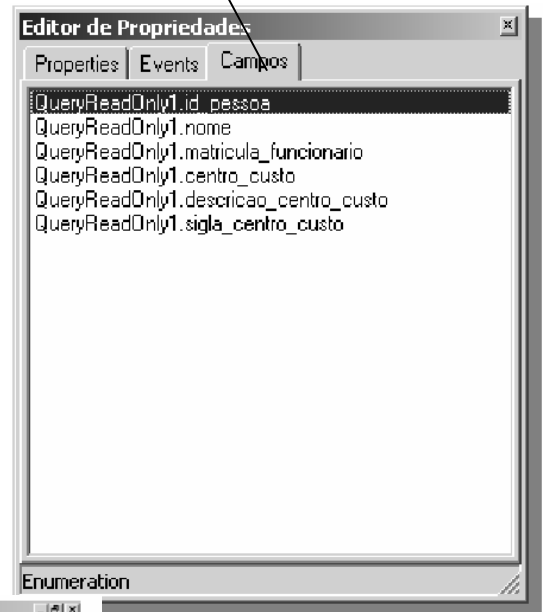 Editor de Propriedades
Properties Events Campos
QueryReadOnly1.id_pessoa
QueryReadOnly1.nome
QueryReadOnly1.matricula_funcionario
QueryReadOnly1.centro_custo
QueryReadOnly1.descricao_centro_custo
QueryReadOnly1.sigla_centro_custo
Enumeration